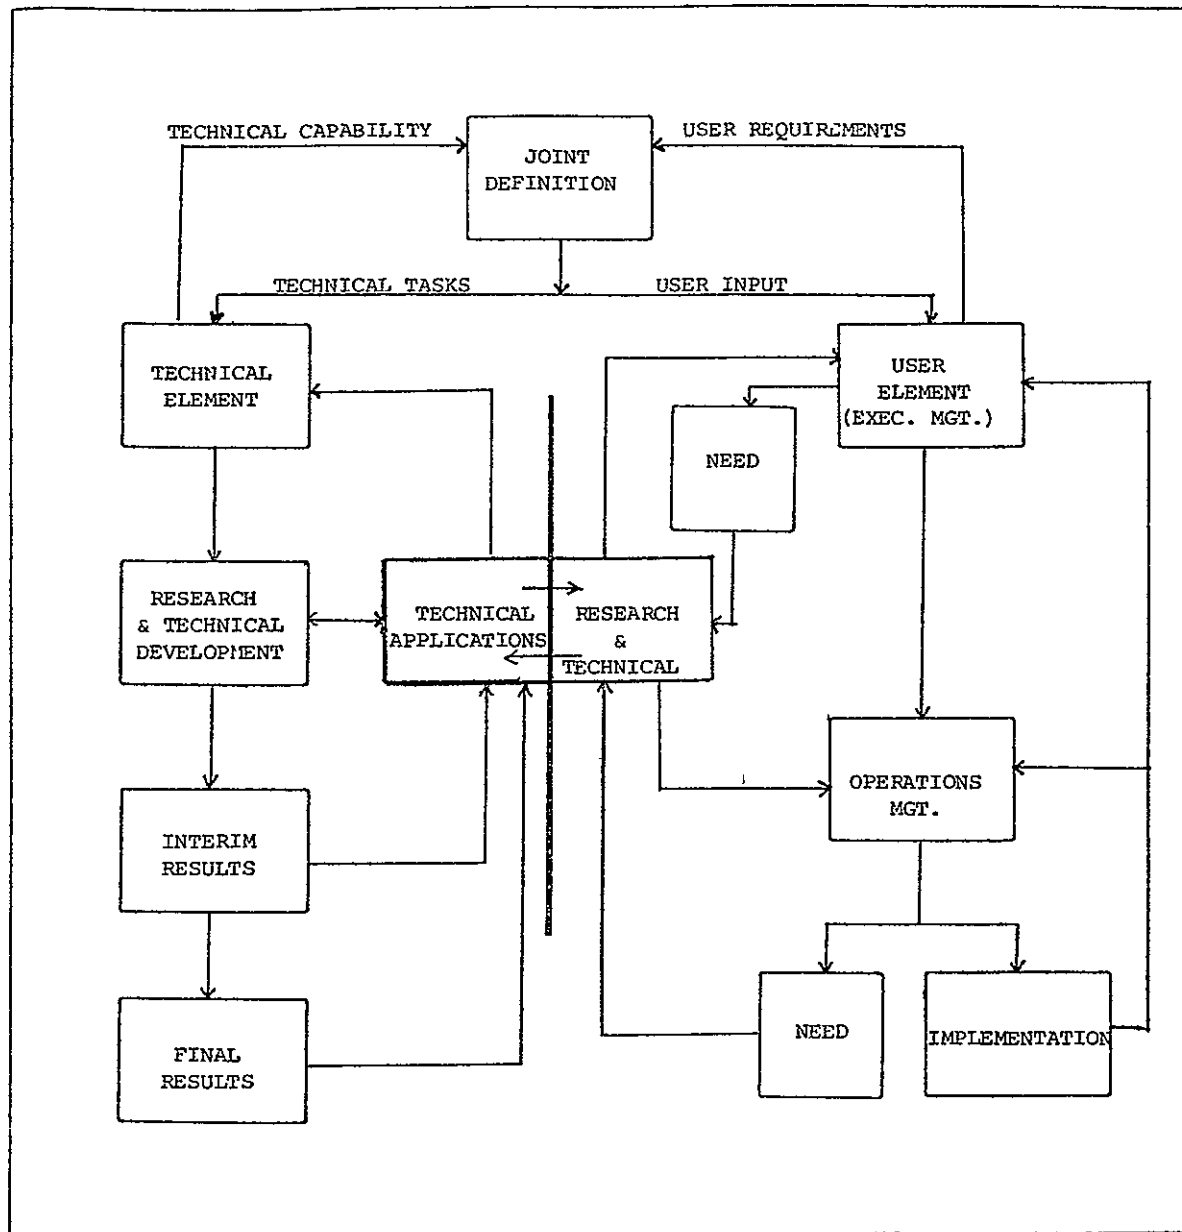 TECHNICAL CAPABILITY
USER REQUIREMENTS
JOINT
DEFINITION
TECHNICAL TASKS
USER INPUT
TECHNICAL
ELEMENT
USER
ELEMENT
(EXEC. MGT.)
NEED
RESEARCH
& TECHNICAL
DEVELOPMENT
TECHNICAL
APPLICATIONS
RESEARCH
&
TECHNICAL
OPERATIONS
MGT.
INTERIM
RESULTS
NEED
IMPLEMENTATION
FINAL
RESULTS